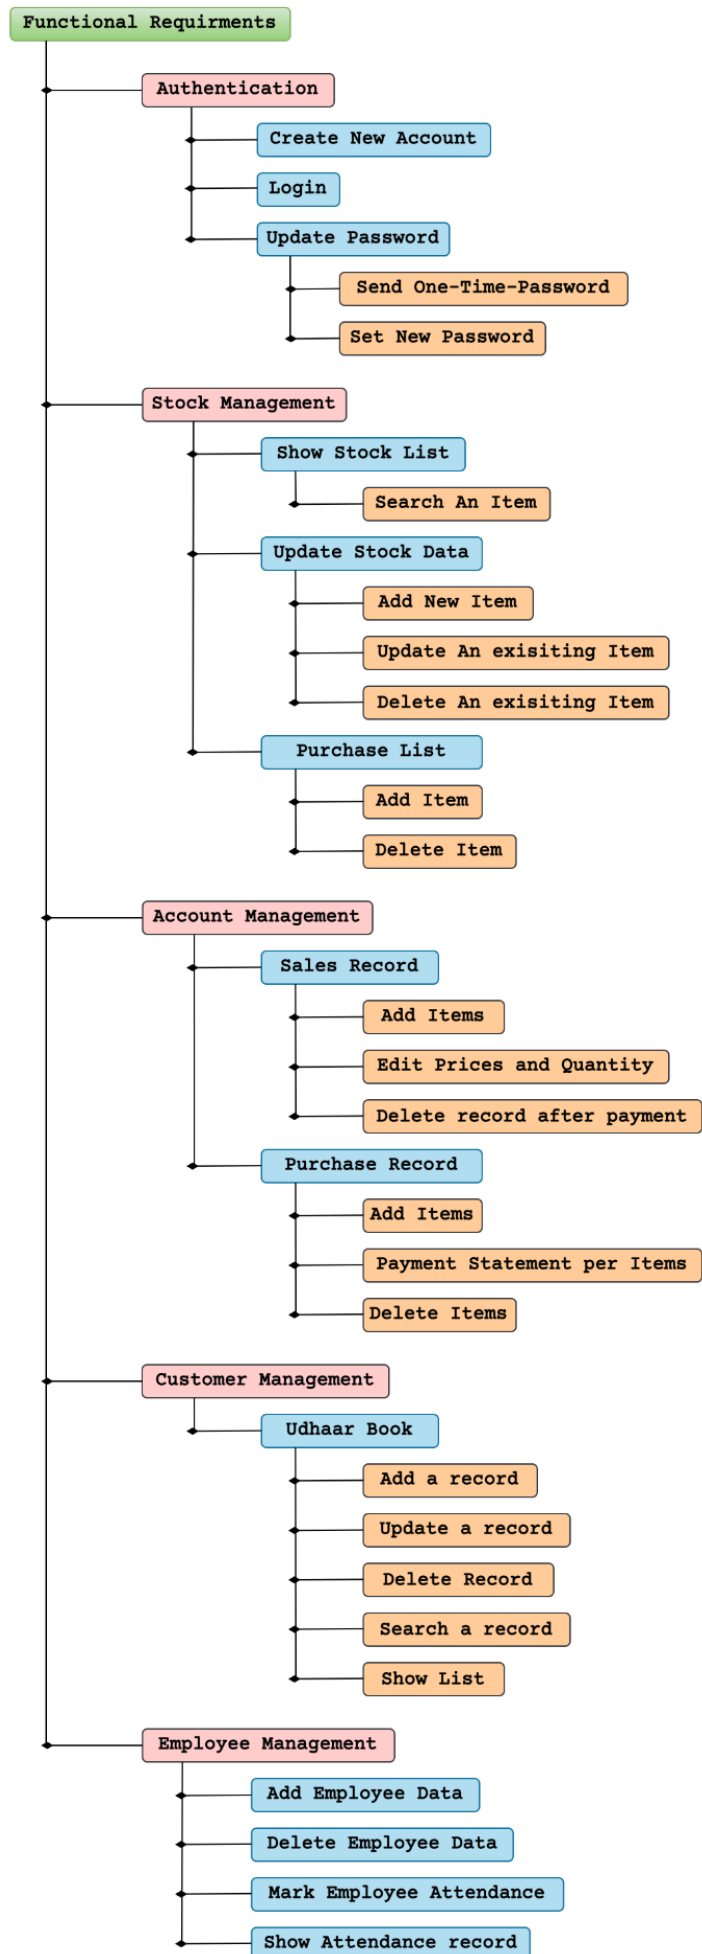 Functional Requirments
Authentication
Create New Account
Login
Update Password
Send One-Time-Password
Set New Password
Stock Management
Show Stock List
Search An Item
Update Stock Data
Add New Item
Update An exisiting Item
Delete An exisiting Item
Purchase List
Add Item
Delete Item
Account Management
Sales Record
Add Items
Edit Prices and Quantity
Delete record after payment
Purchase Record
Add Items
Payment Statement per Items
Delete Items
Customer Management
Udhaar Book
Add a record
Update a record
Delete Record
Search a record
Show List
Employee Management
Add Employee Data
Delete Employee Data
Mark Employee Attendance
Show Attendance record